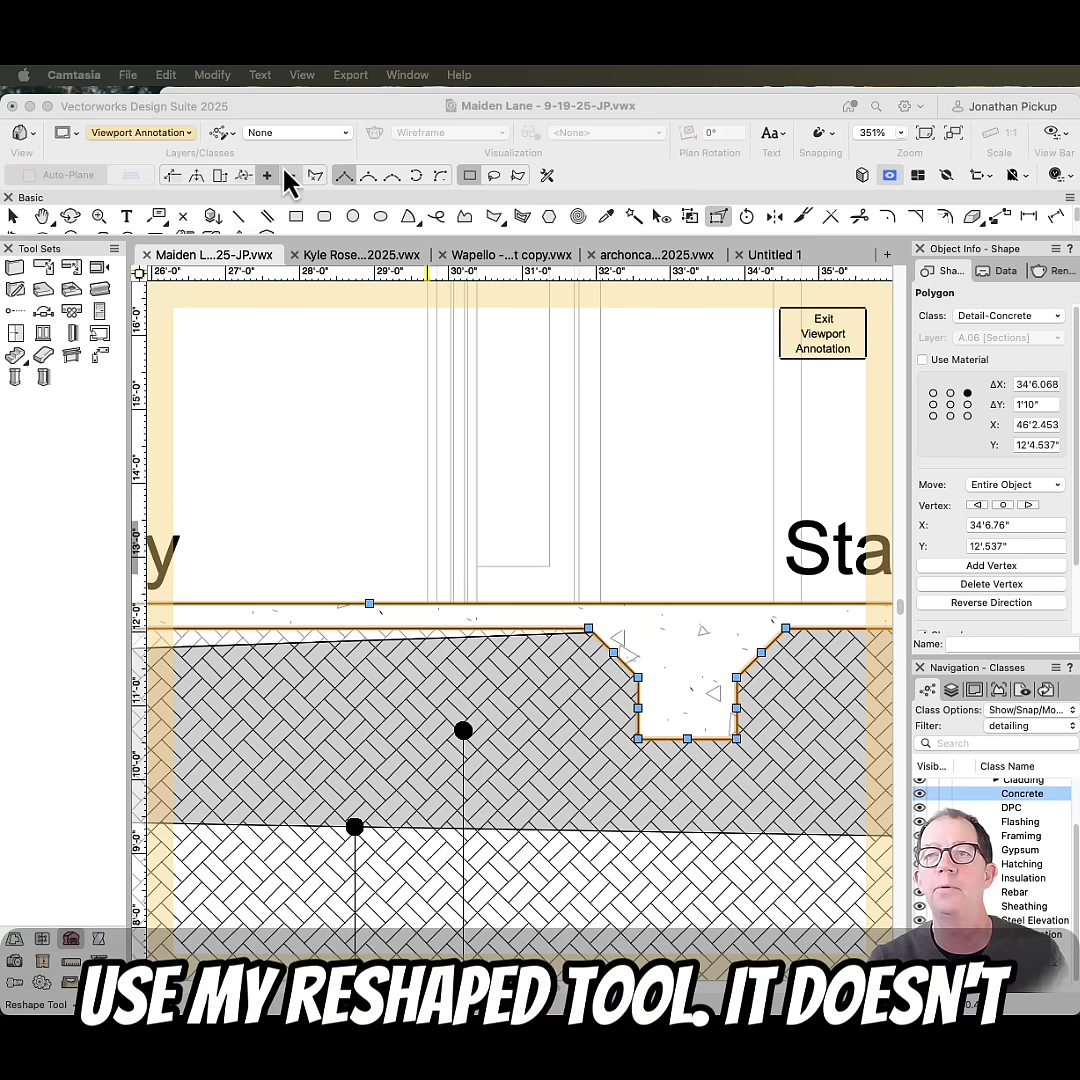 Camtasia File Edit Modify Text View Export Window Help
Vectorworks Design Suite 2025
Maiden Lane - 9-19-25-JP.vwx
Jonathan Pickup
Viewport Annotation
None
Wireframe
<None>
0°
Aa
351%
1:1
View
Layers/Classes
Visualization
Plan Rotation
Text
Snapping
Zoom
Scale
View Bar
Auto-Plane
Basic
Tool Sets
Maiden L...25-JP.vwx
Kyle Rose...2025.vwx
Wapello -...t copy.vwx
archonca...2025.vwx
Untitled 1
26'-0"
27'-0"
28'-0"
29'-0"
30'-0"
31'-0"
32'-0"
33'-0"
34'-0"
35'-0"
16'-0"
15'-0"
14'-0"
13'-0"
12'-0"
11'-0"
10'-0"
9'-0"
8'-0"
Exit
Viewport
Annotation
y
Sta
Object Info - Shape
Sha...
Data
Ren...
Polygon
Class: Detail-Concrete
Layer: A.06 [Sections]
Use Material
ΔX: 34'6.068
ΔY: 1'10"
X: 46'2.453
Y: 12'4.537"
Move: Entire Object
Vertex:
X: 34'6.76"
Y: 12'.537"
Add Vertex
Delete Vertex
Reverse Direction
Name:
Navigation - Classes
Class Options: Show/Snap/Mo...
Filter: detailing
Search
Visib...
Class Name
Cladding
Concrete
DPC
Flashing
Framimg
Gypsum
Hatching
Insulation
Rebar
Sheathing
Steel Elevation
Reshape Tool
USE MY RESHAPED TOOL. IT DOESN'T